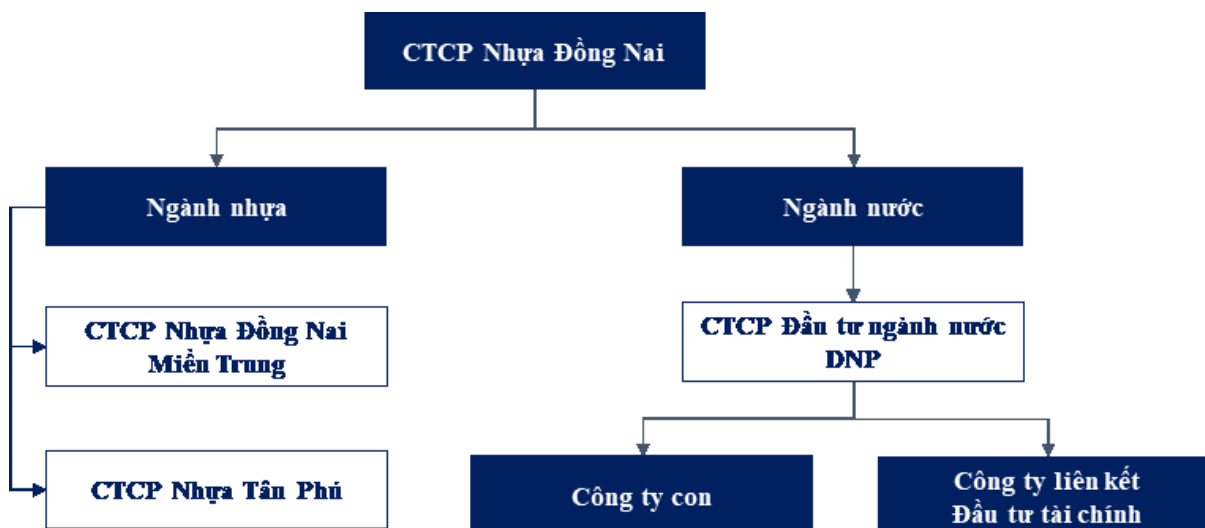 CTCP Nhựa Đồng Nai
Ngành nhựa
Ngành nước
CTCP Nhựa Đồng Nai
Miền Trung
CTCP Đầu tư ngành nước
DNP
CTCP Nhựa Tân Phú
Công ty con
Công ty liên kết
Đầu tư tài chính